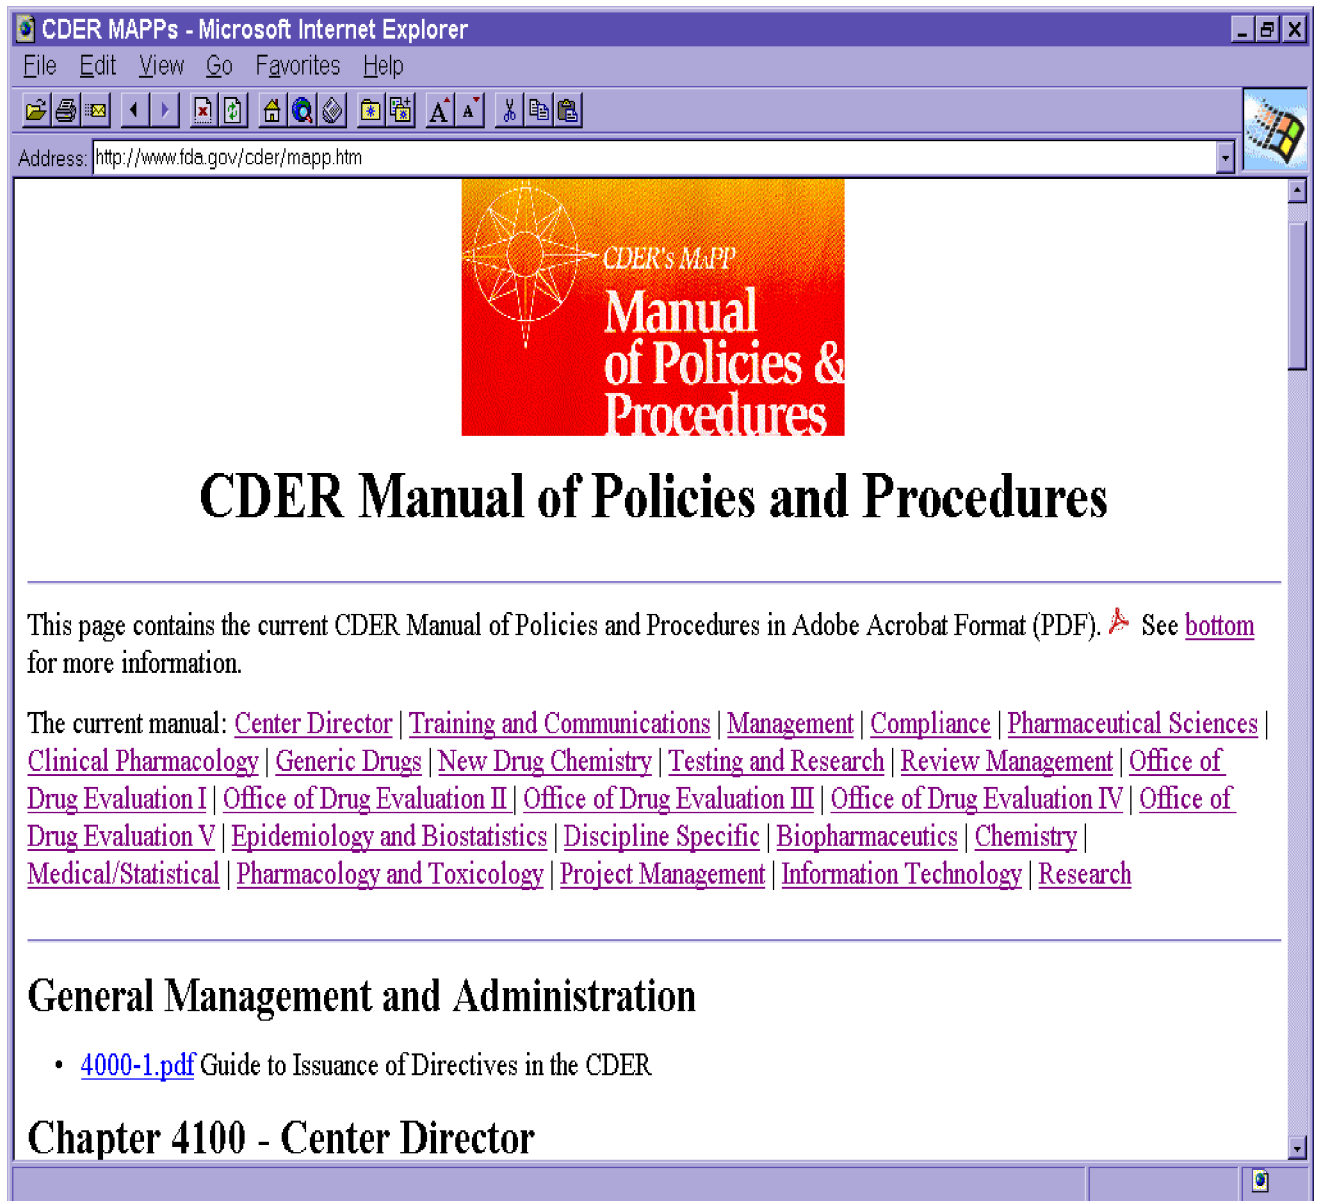 CDER MAPPs - Microsoft Internet Explorer
File Edit View Go Favorites Help
Address: http://www.fda.gov/cder/mapp.htm
CDER's MAPP
Manual
of Policies &
Procedures
CDER Manual of Policies and Procedures
This page contains the current CDER Manual of Policies and Procedures in Adobe Acrobat Format (PDF). See bottom
for more information.
The current manual: Center Director | Training and Communications | Management | Compliance | Pharmaceutical Sciences |
Clinical Pharmacology | Generic Drugs | New Drug Chemistry | Testing and Research | Review Management | Office of
Drug Evaluation I | Office of Drug Evaluation II | Office of Drug Evaluation III | Office of Drug Evaluation IV | Office of
Drug Evaluation V | Epidemiology and Biostatistics | Discipline Specific | Biopharmaceutics | Chemistry |
Medical/Statistical | Pharmacology and Toxicology | Project Management | Information Technology | Research
General Management and Administration
• 4000-1.pdf Guide to Issuance of Directives in the CDER
Chapter 4100 - Center Director